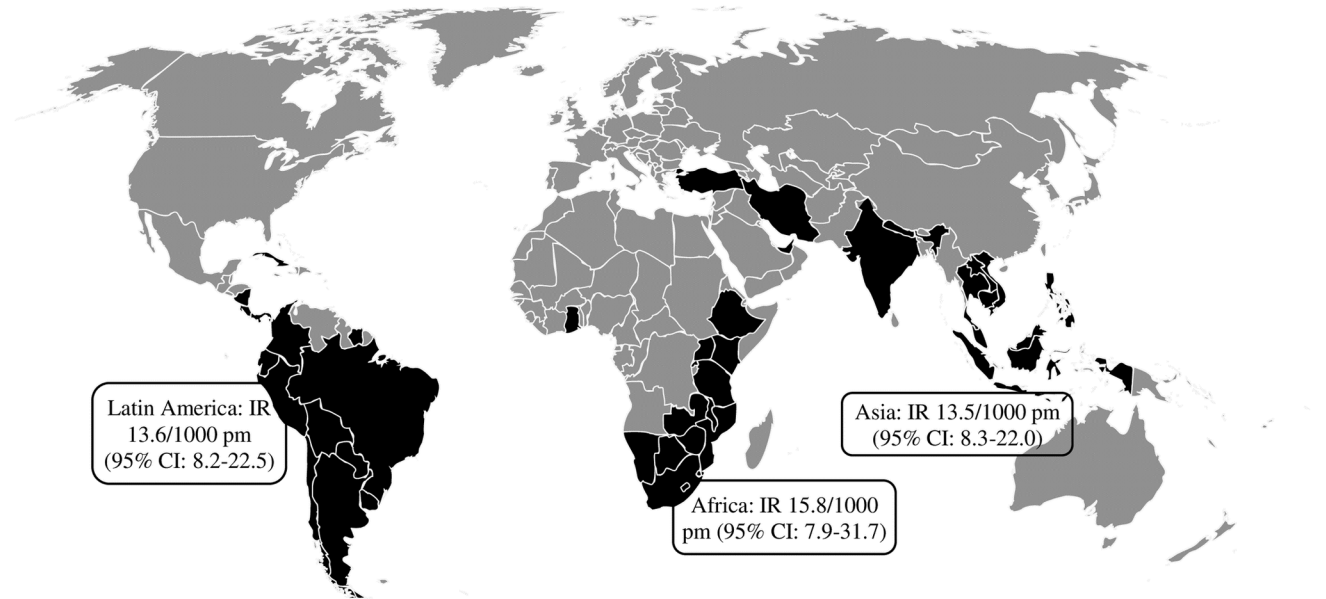 Latin America: IR
13.6/1000 pm
(95% CI: 8.2-22.5)
Asia: IR 13.5/1000 pm
(95% CI: 8.3-22.0)
Africa: IR 15.8/1000
pm (95% CI: 7.9-31.7)